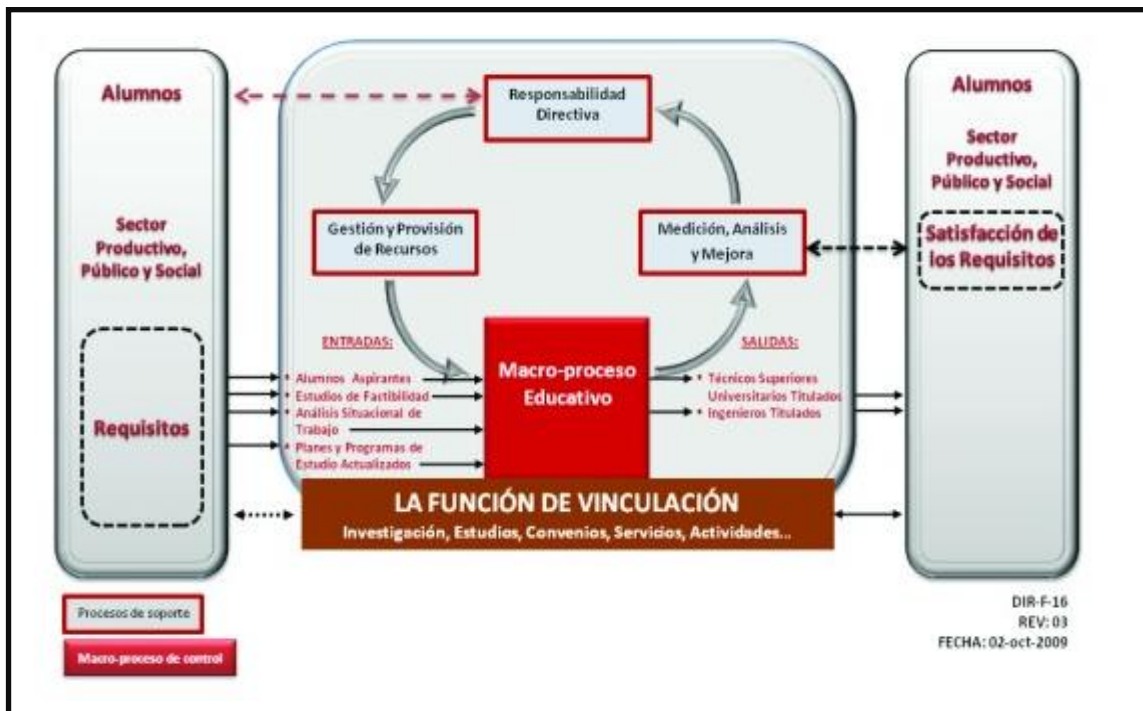 Alumnos
Sector
Productivo,
Público y Social
Requisitos
Responsabilidad
Directiva
Gestión y Provisión
de Recursos
Medición, Análisis
y Mejora
ENTRADAS:
* Alumnos Aspirantes
* Estudios de Factibilidad
* Análisis Situacional de
Trabajo
* Planes y Programas de
Estudio Actualizados
Macro-proceso
Educativo
SALIDAS:
* Técnicos Superiores
Universitarios Titulados
* Ingenieros Titulados
LA FUNCIÓN DE VINCULACIÓN
Investigación, Estudios, Convenios, Servicios, Actividades...
Alumnos
Sector
Productivo,
Público y Social
Satisfacción de
los Requisitos
Procesos de soporte
Macro-proceso de control
DIR-F-16
REV: 03
FECHA: 02-oct-2009